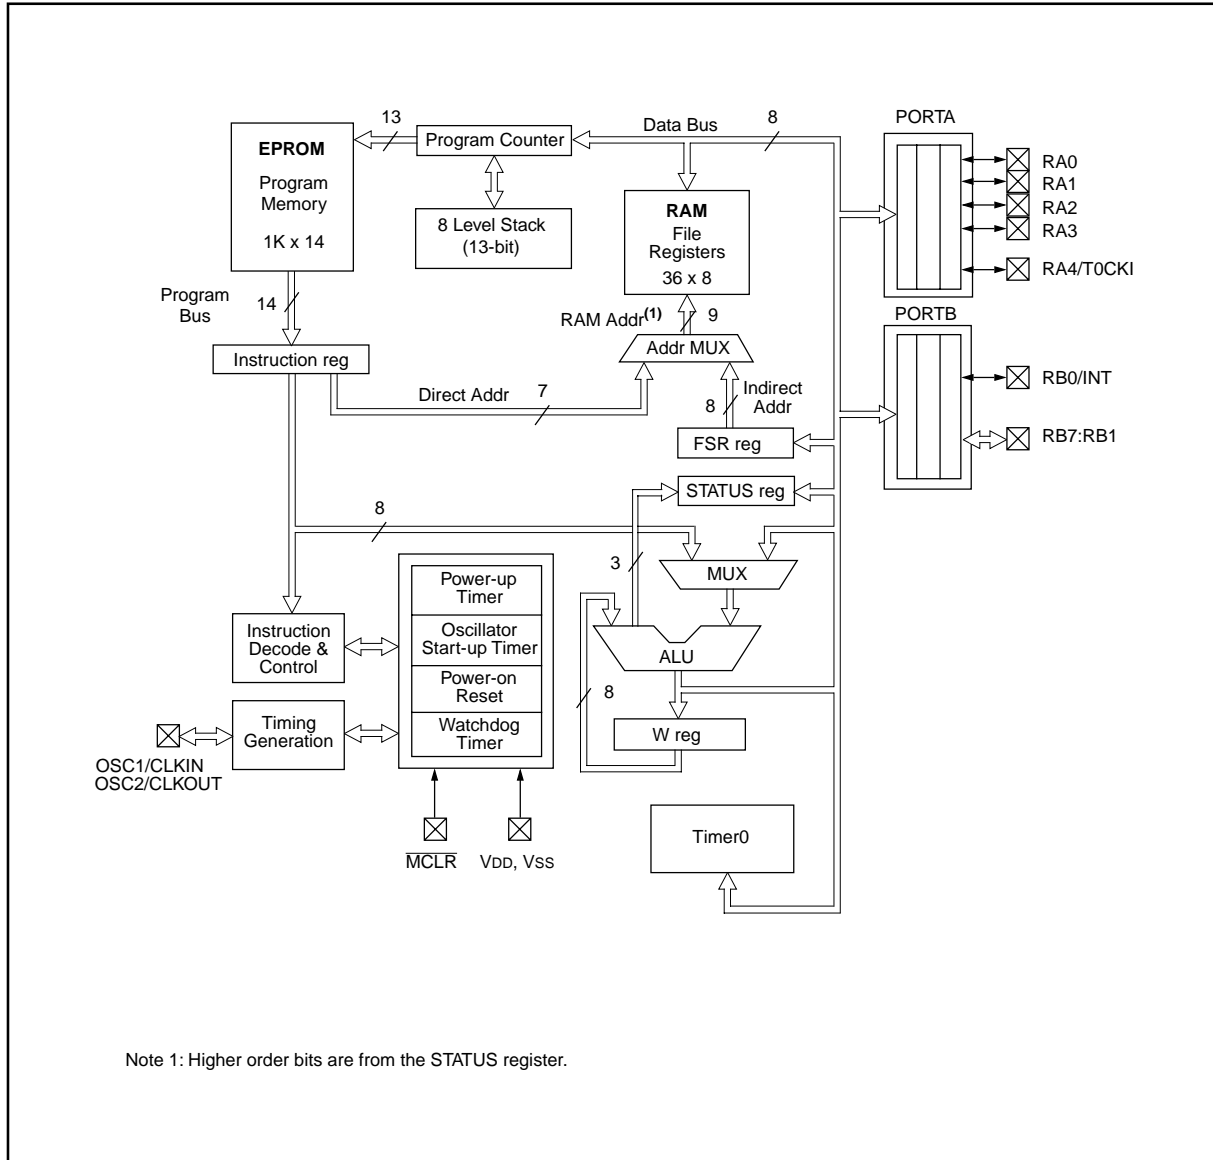 13
EPROM
Program
Memory
1K x 14
Program Counter
8 Level Stack
(13-bit)
Data Bus
8
RAM
File
Registers
36 x 8
PORTA
RA0
RA1
RA2
RA3
RA4/T0CKI
PORTB
RB0/INT
RB7:RB1
Program
Bus
14
Instruction reg
RAM Addr(1)
9
Addr MUX
Direct Addr
7
8
Indirect
Addr
FSR reg
STATUS reg
8
3
MUX
ALU
8
W reg
Power-up
Timer
Oscillator
Start-up Timer
Power-on
Reset
Watchdog
Timer
Instruction
Decode &
Control
Timing
Generation
OSC1/CLKIN
OSC2/CLKOUT
MCLR
VDD, VSS
Timer0
Note 1: Higher order bits are from the STATUS register.